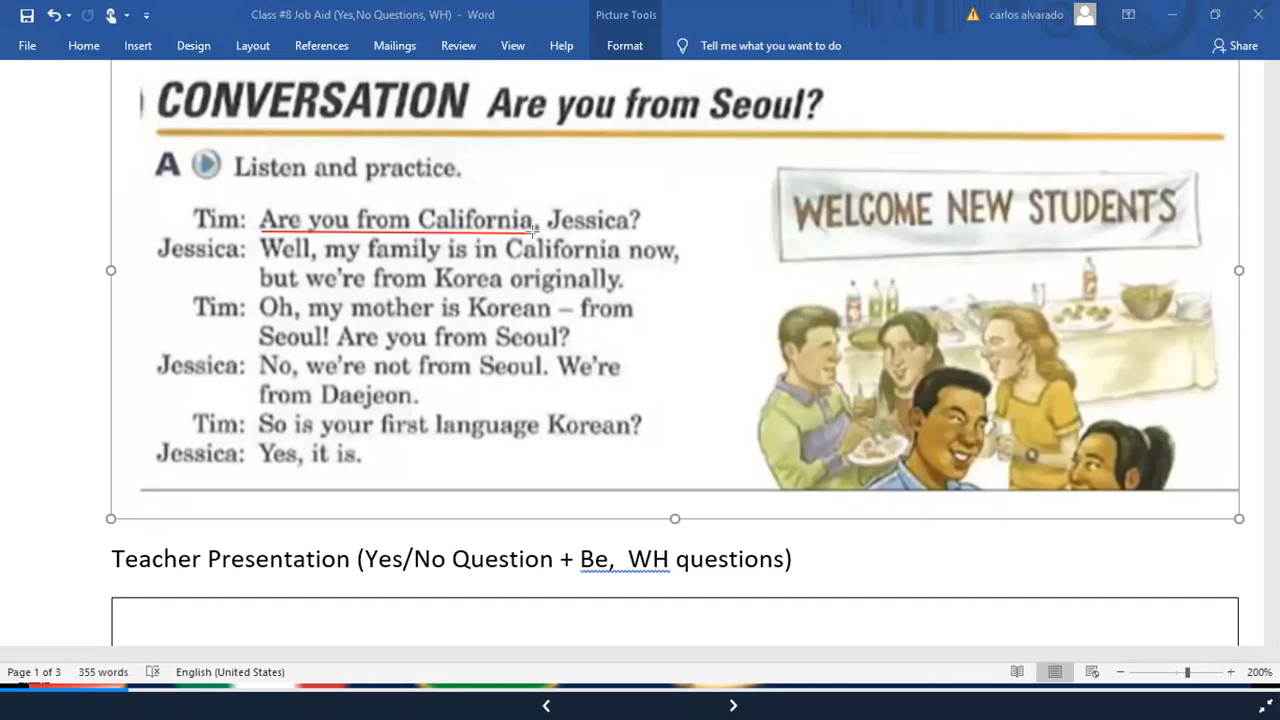 Class #8 Job Aid (Yes,No Questions, WH) - Word
Picture Tools
carlos alvarado
File Home Insert Design Layout References Mailings Review View Help Format Tell me what you want to do Share
CONVERSATION Are you from Seoul?
A Listen and practice.
Tim: Are you from California, Jessica?
Jessica: Well, my family is in California now,
but we're from Korea originally.
Tim: Oh, my mother is Korean – from
Seoul! Are you from Seoul?
Jessica: No, we're not from Seoul. We're
from Daejeon.
Tim: So is your first language Korean?
Jessica: Yes, it is.
WELCOME NEW STUDENTS
Teacher Presentation (Yes/No Question + Be, WH questions)
Page 1 of 3 355 words English (United States) 200%